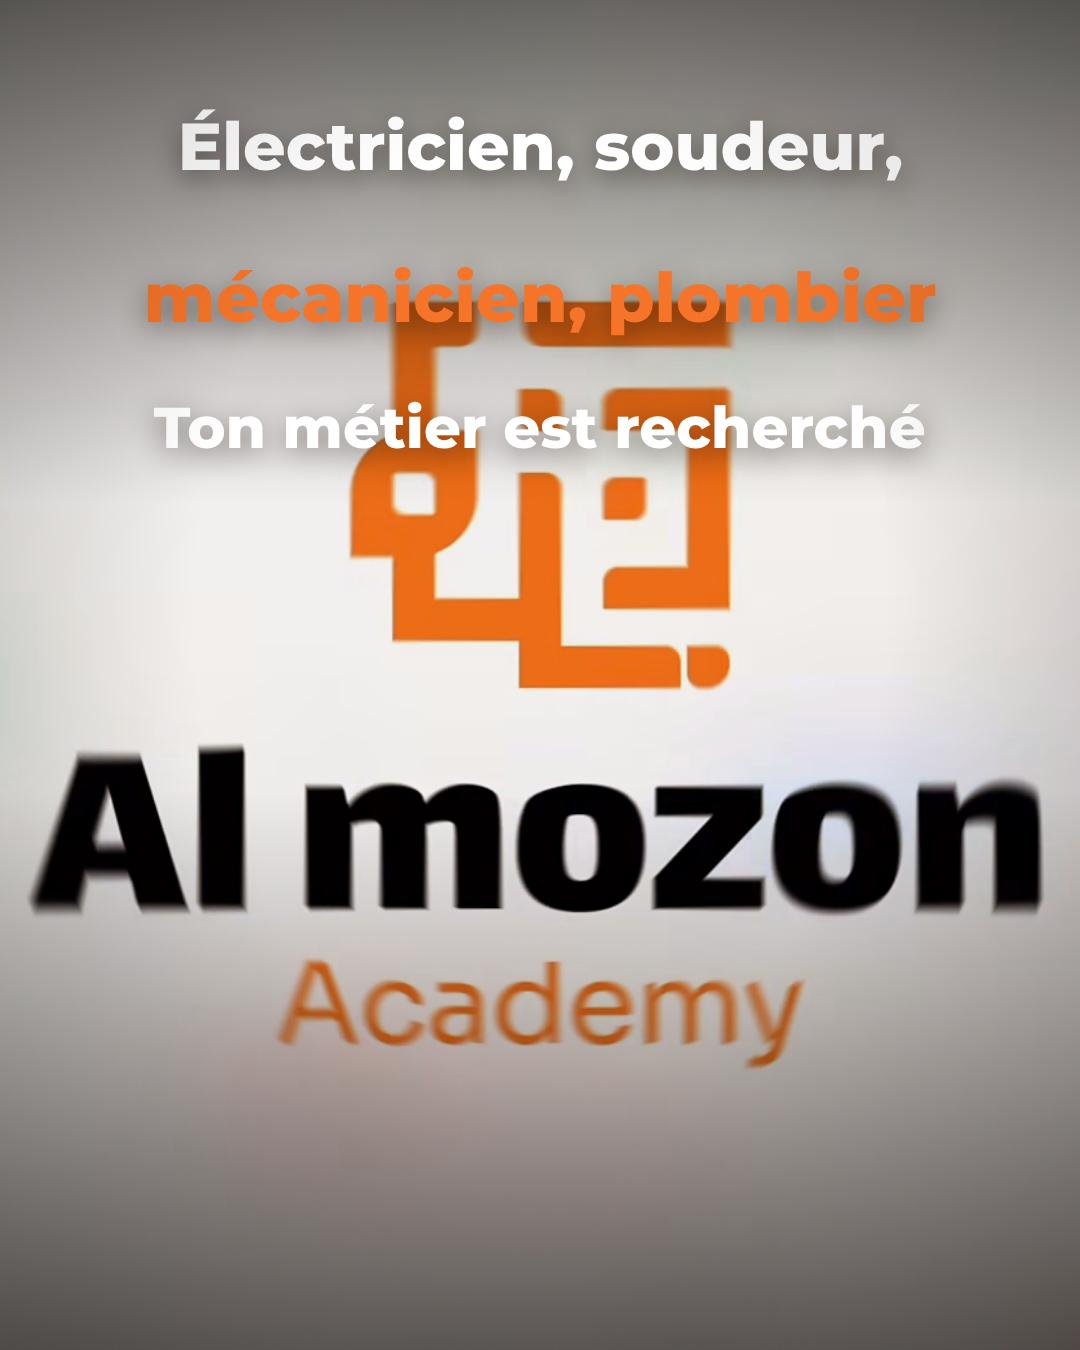 Électricien, soudeur,
mécanicien, plombier
Ton métier est recherché
Al mozon
Academy